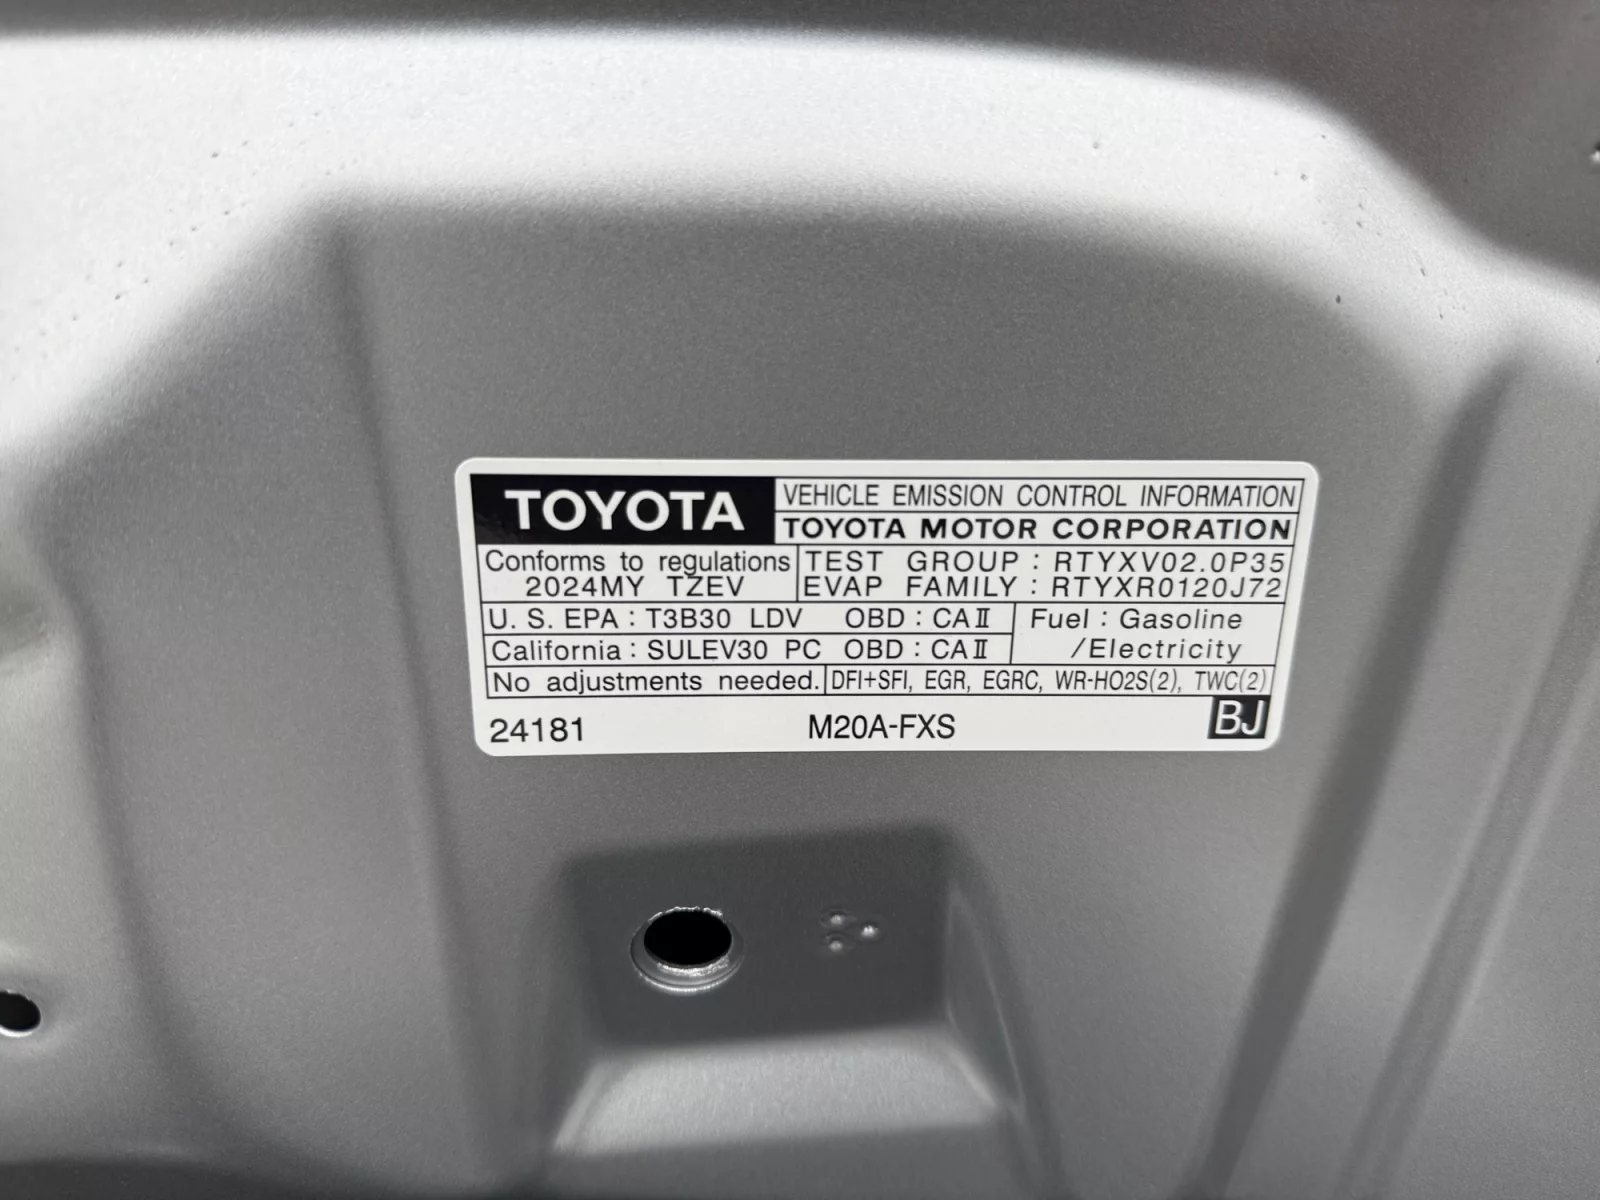 TOYOTA VEHICLE EMISSION CONTROL INFORMATION
TOYOTA MOTOR CORPORATION
Conforms to regulations TEST GROUP : RTYXV02.0P35
2024MY TZEV EVAP FAMILY : RTYXR0120J72
U. S. EPA : T3B30 LDV OBD : CAⅡ Fuel : Gasoline
California : SULEV30 PC OBD : CAⅡ /Electricity
No adjustments needed. DFI+SFI, EGR, EGRC, WR-HO2S(2), TWC(2)
24181 M20A-FXS BJ